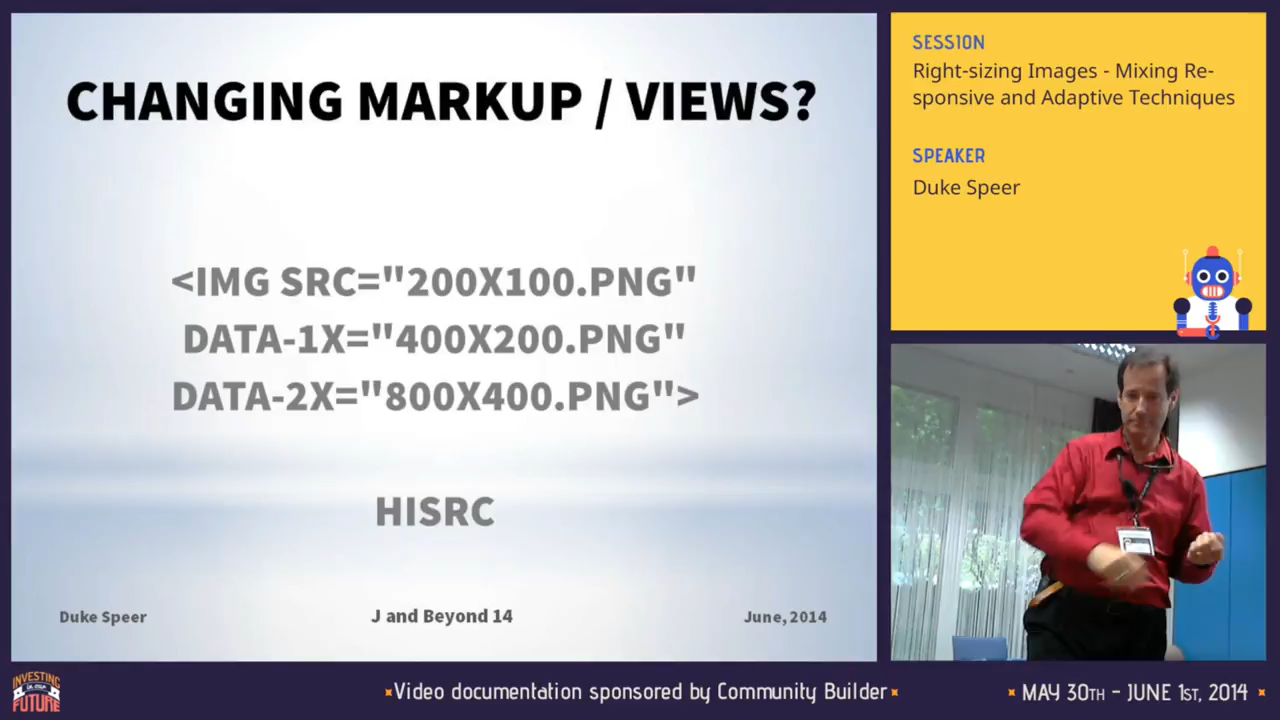 CHANGING MARKUP / VIEWS?
<IMG SRC="200X100.PNG"
DATA-1X="400X200.PNG"
DATA-2X="800X400.PNG">
HISRC
Duke Speer
J and Beyond 14
June, 2014
SESSION
Right-sizing Images - Mixing Re-
sponsive and Adaptive Techniques
SPEAKER
Duke Speer
INVESTING
IN OUR
FUTURE
Video documentation sponsored by Community Builder
MAY 30TH - JUNE 1ST, 2014